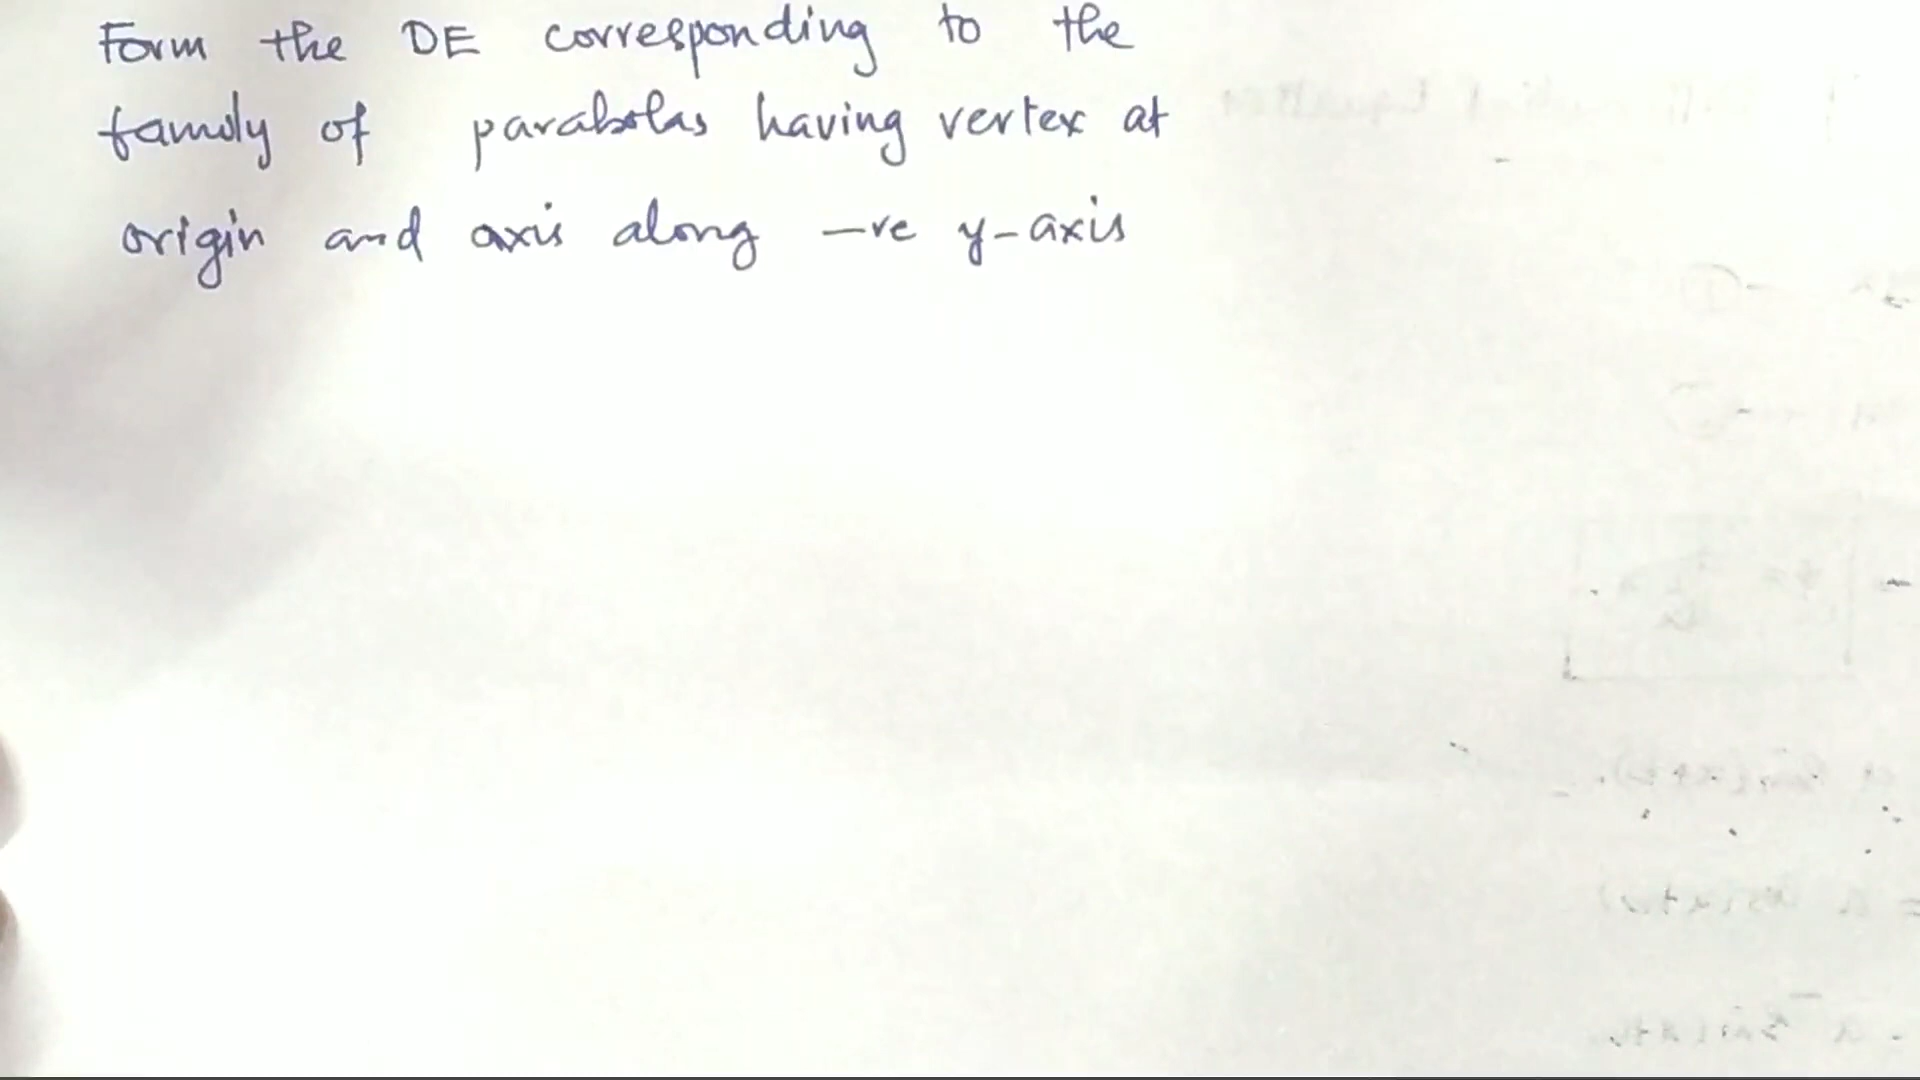 Form the DE corresponding to the
family of parabolas having vertex at
origin and axis along -ve y-axis